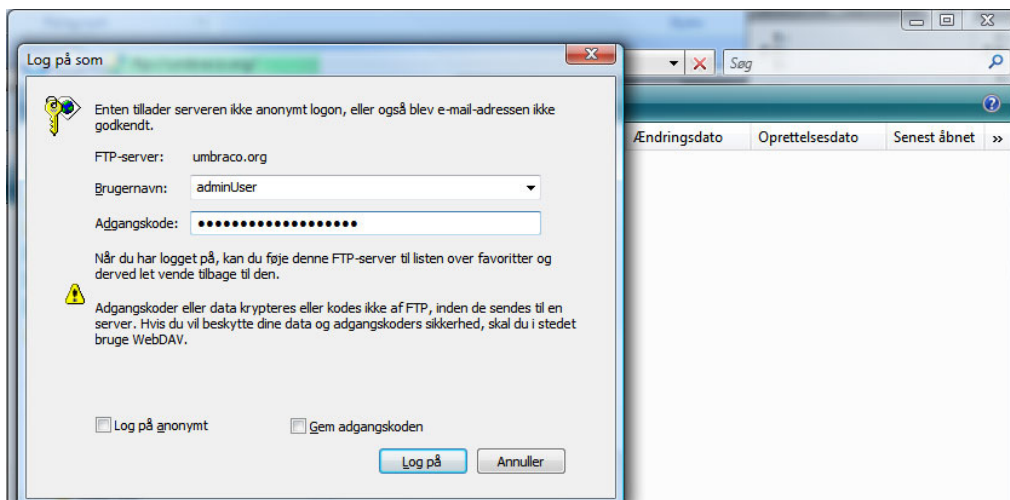 Log på som
Søg
Enten tillader serveren ikke anonymt logon, eller også blev e-mail-adressen ikke
godkendt.
Ændringsdato Oprettelsesdato Senest åbnet »
FTP-server: umbraco.org
Brugernavn: adminUser
Adgangskode: ●●●●●●●●●●●●●●●●●●●
Når du har logget på, kan du føje denne FTP-server til listen over favoritter og
derved let vende tilbage til den.
Adgangskoder eller data krypteres eller kodes ikke af FTP, inden de sendes til en
server. Hvis du vil beskytte dine data og adgangskoders sikkerhed, skal du i stedet
bruge WebDAV.
Log på anonymt Gem adgangskoden
Log på Annuller